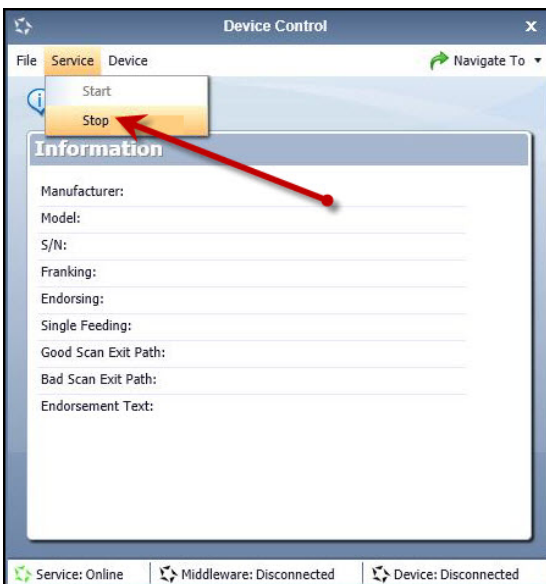 Device Control x
File Service Device Navigate To
Start
Stop
Information
Manufacturer:
Model:
S/N:
Franking:
Endorsing:
Single Feeding:
Good Scan Exit Path:
Bad Scan Exit Path:
Endorsement Text:
Service: Online Middleware: Disconnected Device: Disconnected